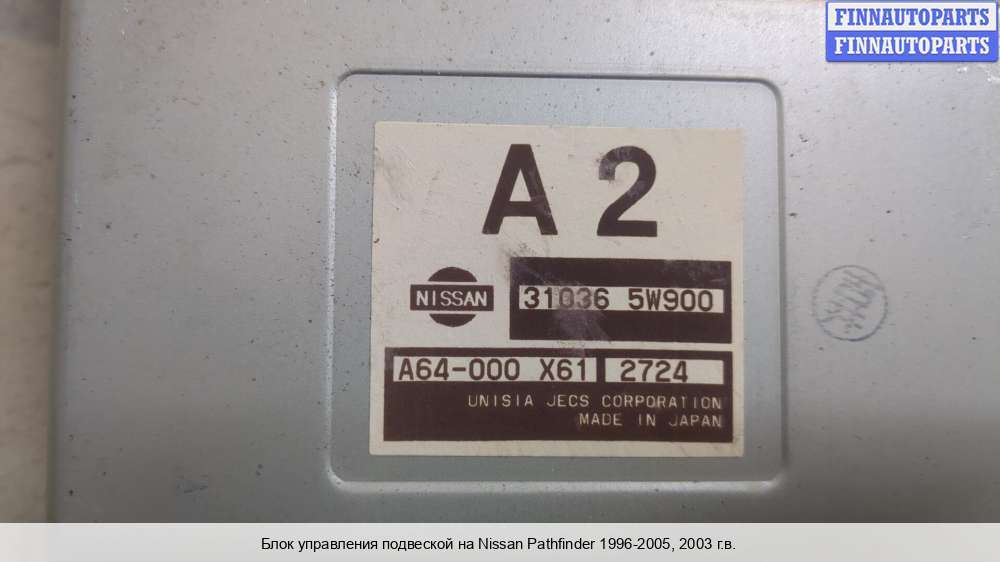 FINNAUTOPARTS
FINNAUTOPARTS
A 2
NISSAN
31036 5W900
A64-000 X61 2724
UNISIA JECS CORPORATION
MADE IN JAPAN
Блок управления подвеской на Nissan Pathfinder 1996-2005, 2003 г.в.